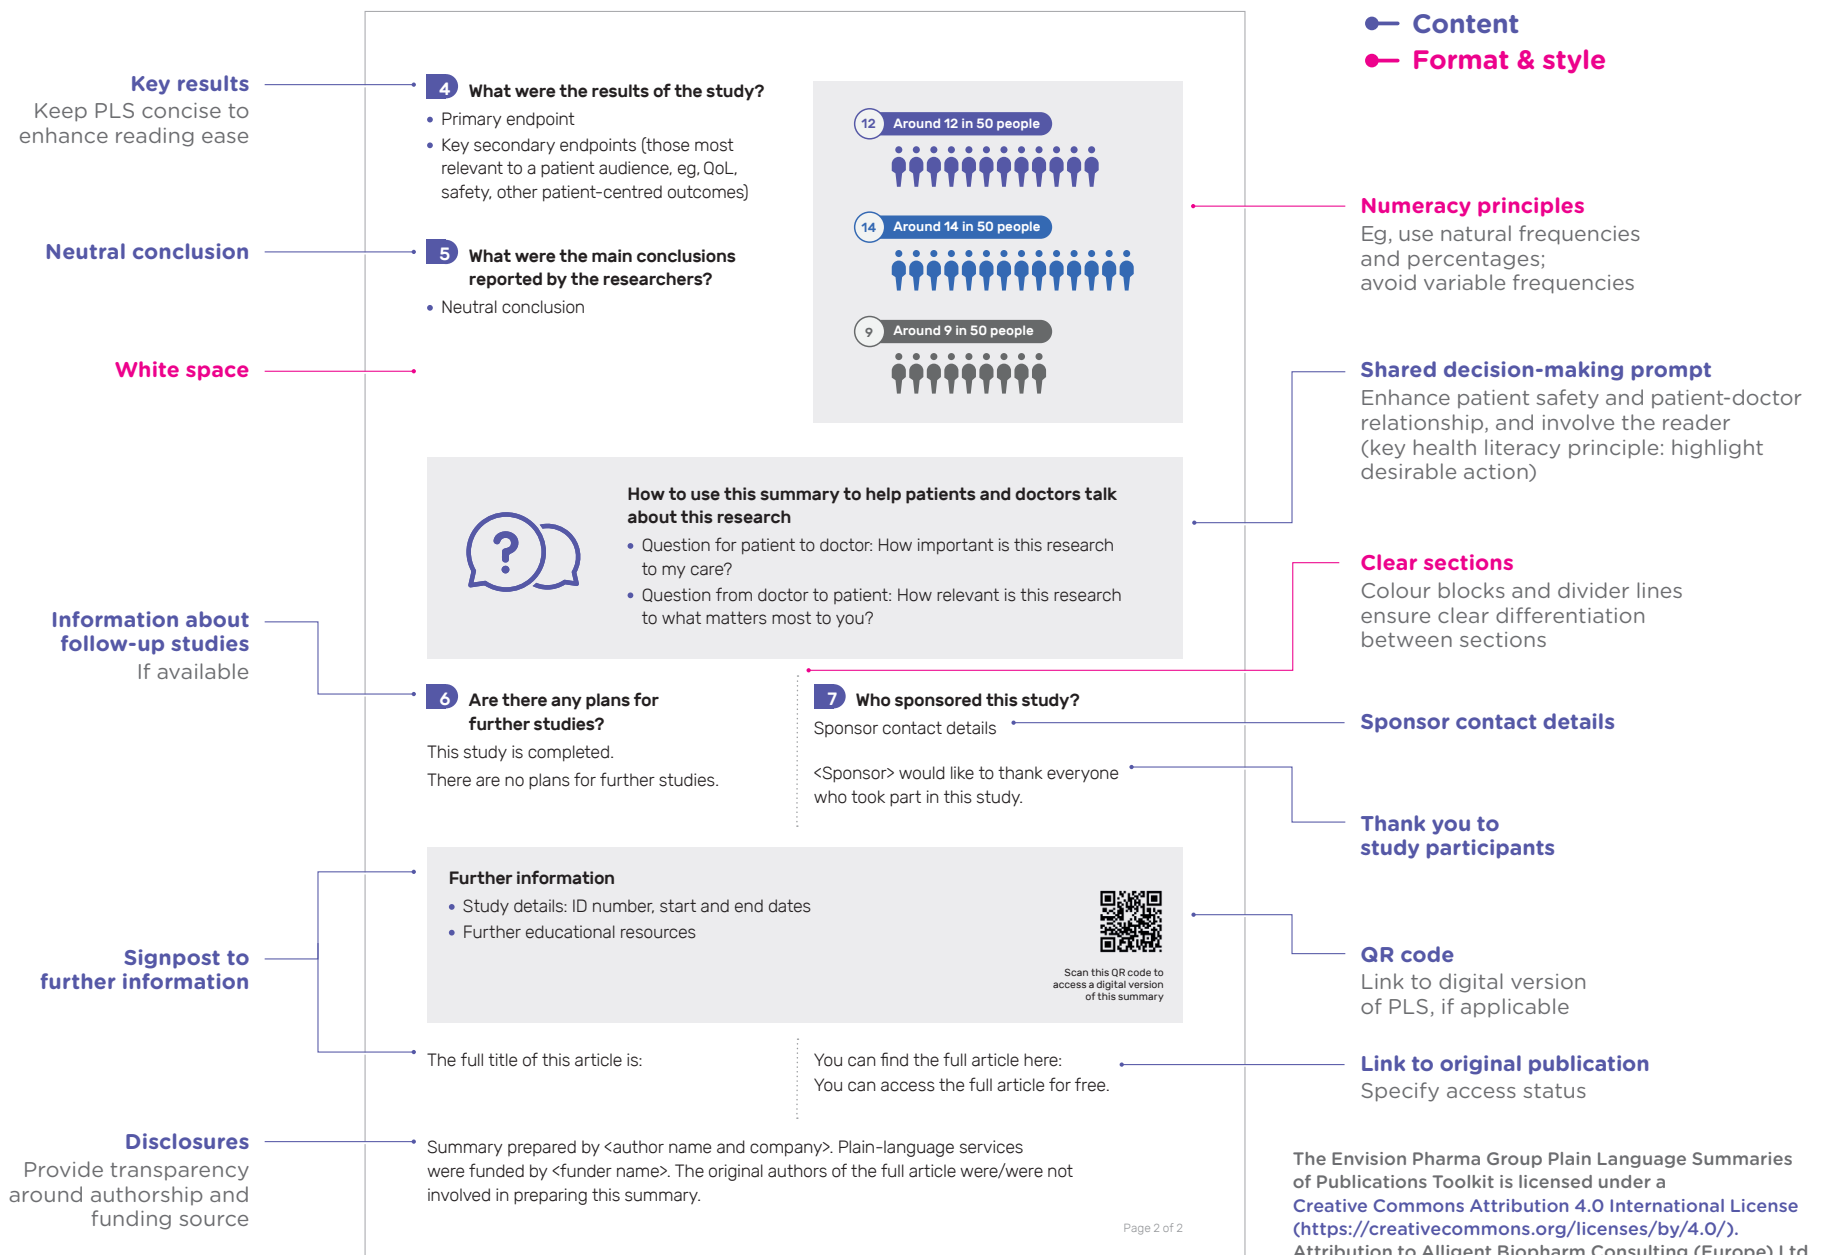 Content
Format & style
Key results
Keep PLS concise to
enhance reading ease
Neutral conclusion
White space
Information about
follow-up studies
If available
Signpost to
further information
Disclosures
Provide transparency
around authorship and
funding source
4 What were the results of the study?
• Primary endpoint
• Key secondary endpoints (those most
relevant to a patient audience, eg, QoL,
safety, other patient-centred outcomes)
5 What were the main conclusions
reported by the researchers?
• Neutral conclusion
12 Around 12 in 50 people
14 Around 14 in 50 people
9 Around 9 in 50 people
?
How to use this summary to help patients and doctors talk
about this research
• Question for patient to doctor: How important is this research
to my care?
• Question from doctor to patient: How relevant is this research
to what matters most to you?
6 Are there any plans for
further studies?
This study is completed.
There are no plans for further studies.
7 Who sponsored this study?
Sponsor contact details
<Sponsor> would like to thank everyone
who took part in this study.
Further information
• Study details: ID number, start and end dates
• Further educational resources
Scan this QR code to
access a digital version
of this summary
The full title of this article is:
You can find the full article here:
You can access the full article for free.
Summary prepared by <author name and company>. Plain-language services
were funded by <funder name>. The original authors of the full article were/were not
involved in preparing this summary.
Page 2 of 2
Numeracy principles
Eg, use natural frequencies
and percentages;
avoid variable frequencies
Shared decision-making prompt
Enhance patient safety and patient-doctor
relationship, and involve the reader
(key health literacy principle: highlight
desirable action)
Clear sections
Colour blocks and divider lines
ensure clear differentiation
between sections
Sponsor contact details
Thank you to
study participants
QR code
Link to digital version
of PLS, if applicable
Link to original publication
Specify access status
The Envision Pharma Group Plain Language Summaries
of Publications Toolkit is licensed under a
Creative Commons Attribution 4.0 International License
(https://creativecommons.org/licenses/by/4.0/).
Attribution to Alligent Biopharm Consulting (Europe) Ltd